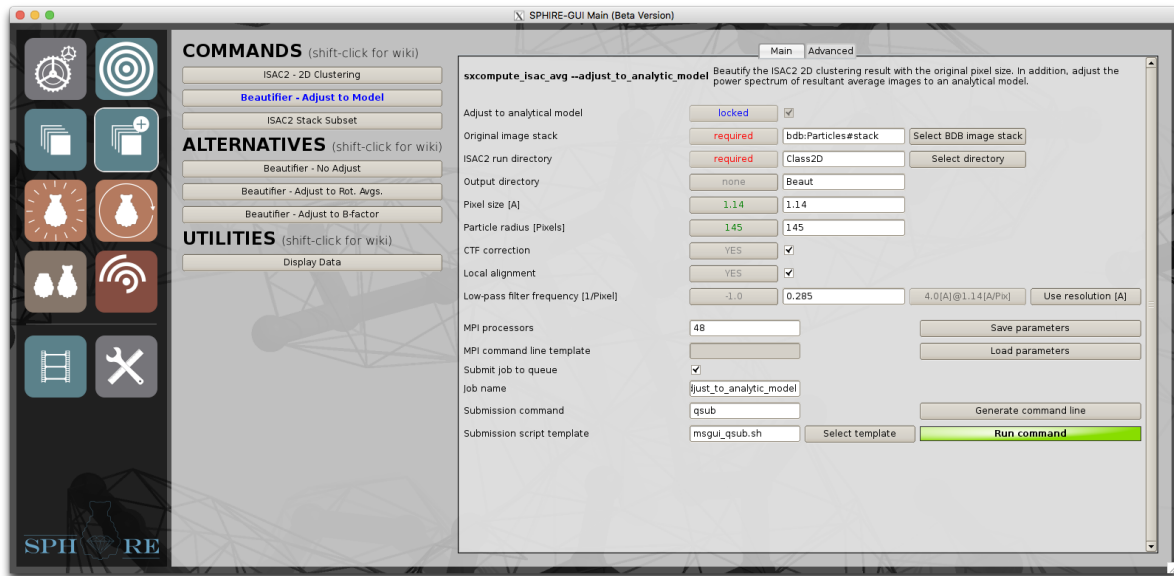 SPHIRE-GUI Main (Beta Version)
COMMANDS (shift-click for wiki)
ISAC2 - 2D Clustering
Beautifier - Adjust to Model
ISAC2 Stack Subset
ALTERNATIVES (shift-click for wiki)
Beautifier - No Adjust
Beautifier - Adjust to Rot. Avgs.
Beautifier - Adjust to B-factor
UTILITIES (shift-click for wiki)
Display Data
SPH RE
Main Advanced
sxcompute_isac_avg --adjust_to_analytic_model Beautify the ISAC2 2D clustering result with the original pixel size. In addition, adjust the
power spectrum of resultant average images to an analytical model.
Adjust to analytical model locked
Original image stack required bdb:Particles#stack Select BDB image stack
ISAC2 run directory required Class2D Select directory
Output directory none Beaut
Pixel size [A] 1.14 1.14
Particle radius [Pixels] 145 145
CTF correction YES
Local alignment YES
Low-pass filter frequency [1/Pixel] -1.0 0.285 4.0[A]@1.14[A/Pix] Use resolution [A]
MPI processors 48 Save parameters
MPI command line template Load parameters
Submit job to queue
Job name djust_to_analytic_model
Submission command qsub Generate command line
Submission script template msgui_qsub.sh Select template Run command